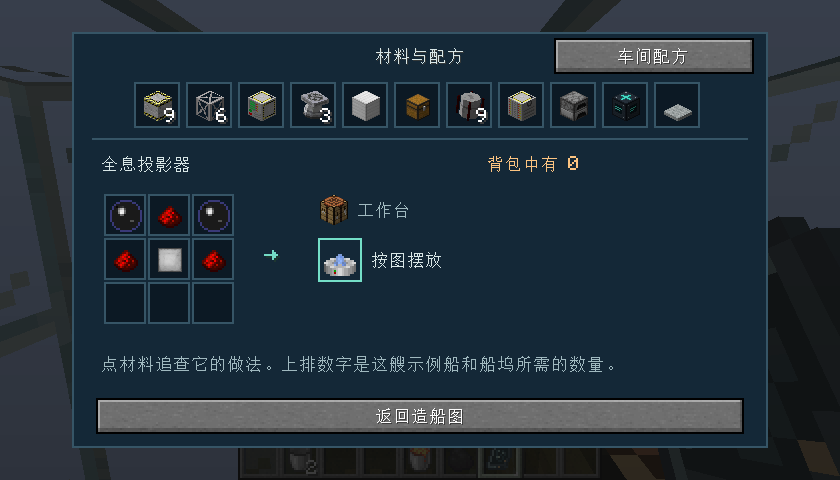 材料与配方
车间配方
9 6 3 9
全息投影器
背包中有 0
工作台
按图摆放
点材料追查它的做法。上排数字是这艘示例船和船坞所需的数量。
返回造船图
2